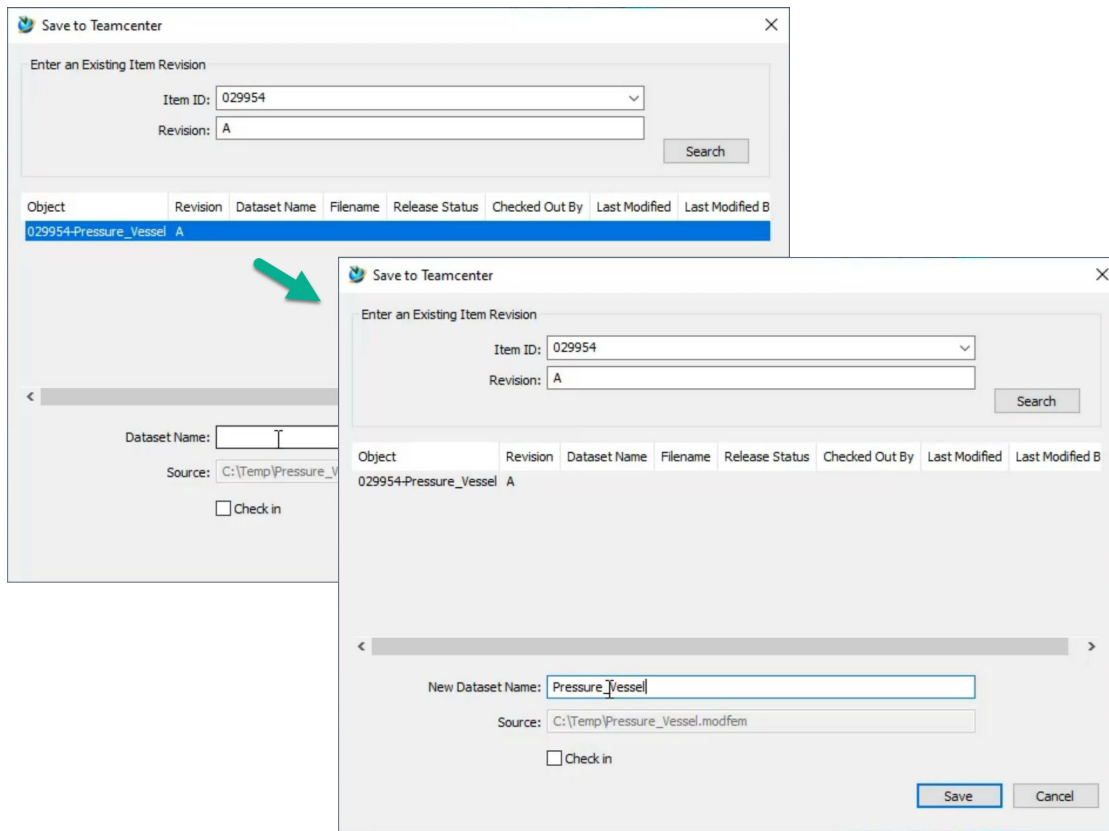 Save to Teamcenter
Enter an Existing Item Revision
Item ID: 029954
Revision: A
Search
Object Revision Dataset Name Filename Release Status Checked Out By Last Modified Last Modified B
029954-Pressure_Vessel A
Dataset Name:
Source: C:\Temp\Pressure_V
Check in
Save to Teamcenter
Enter an Existing Item Revision
Item ID: 029954
Revision: A
Search
Object Revision Dataset Name Filename Release Status Checked Out By Last Modified Last Modified B
029954-Pressure_Vessel A
New Dataset Name: Pressure_Vessel
Source: C:\Temp\Pressure_Vessel.modfem
Check in
Save Cancel